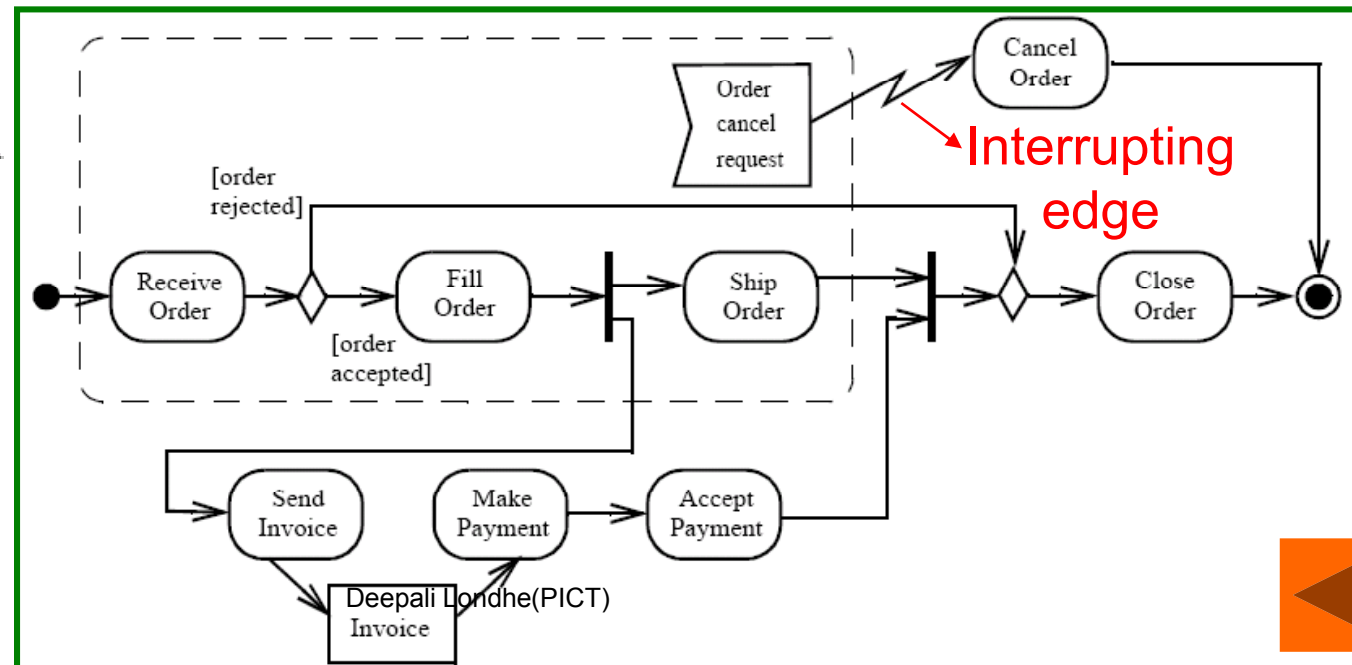 Cancel
Order
Order
cancel
request
Interrupting
edge
[order
rejected]
Receive
Order
Fill
Order
Ship
Order
Close
Order
[order
accepted]
Send
Invoice
Make
Payment
Accept
Payment
Deepali Londhe(PICT)
Invoice